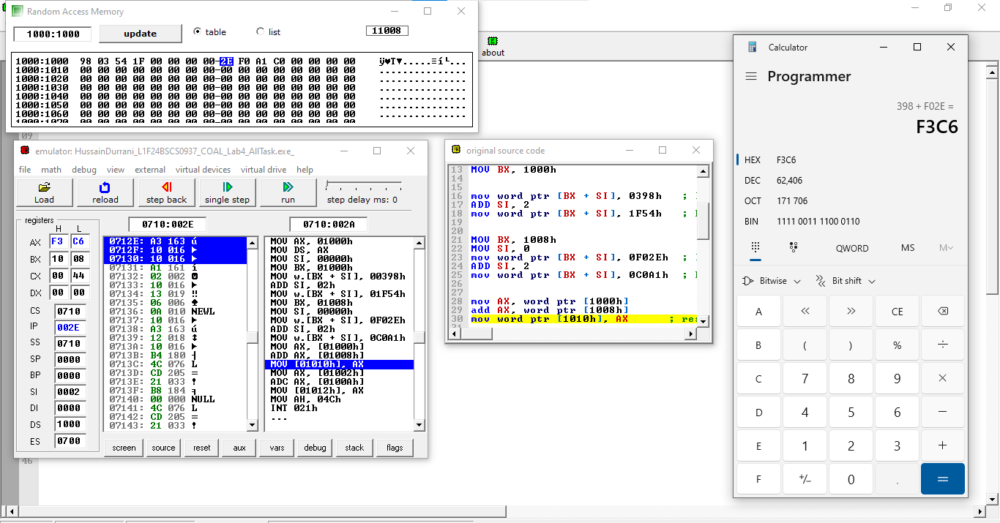 Random Access Memory
1000:1000 update table list 11008
1000:1000 98 03 54 1F 00 00 00 00-2E F0 A1 C0 00 00 00 00 ÿ♥T▼.....≡í└...
1000:1010 00 00 00 00 00 00 00 00-00 00 00 00 00 00 00 00 ................
1000:1020 00 00 00 00 00 00 00 00-00 00 00 00 00 00 00 00 ................
1000:1030 00 00 00 00 00 00 00 00-00 00 00 00 00 00 00 00 ................
1000:1040 00 00 00 00 00 00 00 00-00 00 00 00 00 00 00 00 ................
1000:1050 00 00 00 00 00 00 00 00-00 00 00 00 00 00 00 00 ................
1000:1060 00 00 00 00 00 00 00 00-00 00 00 00 00 00 00 00 ................
1000:1070 00 00 00 00 00 00 00 00-00 00 00 00 00 00 00 00
about
09
emulator: HussainDurrani_L1F24BSCS0937_COAL_Lab4_AllTask.exe_
file math debug view external virtual devices virtual drive help
Load reload step back single step run step delay ms: 0
registers
H L
AX F3 C6
BX 10 08
CX 00 44
DX 00 00
CS 0710
IP 002E
SS 0710
SP 0000
BP 0000
SI 0002
DI 0000
DS 1000
ES 0700
0710:002E
0712E: A3 163 ú
0712F: 10 016 ►
07130: 10 016 ►
07131: A1 161 í
07132: 02 002 ☻
07133: 10 016 ►
07134: 13 019 ‼
07135: 06 006 ♠
07136: 0A 010 NEWL
07137: 10 016 ►
07138: A3 163 ú
07139: 12 018 ↕
0713A: 10 016 ►
0713B: B4 180 ┤
0713C: 4C 076 L
0713D: CD 205 =
0713E: 21 033 !
0713F: B8 184 ╕
07140: 00 000 NULL
07141: 4C 076 L
07142: CD 205 =
07143: 21 033 !
0710:002A
MOV AX, 01000h
MOV DS, AX
MOV SI, 00000h
MOV BX, 01000h
MOV w.[BX + SI], 00398h
ADD SI, 02h
MOV w.[BX + SI], 01F54h
MOV BX, 01008h
MOV SI, 00000h
MOV w.[BX + SI], 0F02Eh
ADD SI, 02h
MOV w.[BX + SI], 0C0A1h
MOV AX, [01000h]
ADD AX, [01008h]
MOV [01010h], AX
MOV AX, [01002h]
ADC AX, [0100Ah]
MOV [01012h], AX
MOV AH, 04Ch
INT 021h
...
screen source reset aux vars debug stack flags
46
original source code
13 MOV BX, 1000h
14
15
16 mov word ptr [BX + SI], 0398h ;
17 ADD SI, 2
18 mov word ptr [BX + SI], 1F54h ;
19
20
21 MOV BX, 1008h
22 MOV SI, 0
23 mov word ptr [BX + SI], 0F02Eh ;
24 ADD SI, 2
25 mov word ptr [BX + SI], 0C0A1h ;
26
27
28 mov AX, word ptr [1000h]
29 add AX, word ptr [1008h]
30 mov word ptr [1010h], AX ; res
31
Calculator
Programmer
398 + F02E =
F3C6
HEX F3C6
DEC 62,406
OCT 171 706
BIN 1111 0011 1100 0110
QWORD MS M
Bitwise Bit shift
A << >> CE
B ( ) % ÷
C 7 8 9 ×
D 4 5 6 −
E 1 2 3 +
F +/− 0 . =